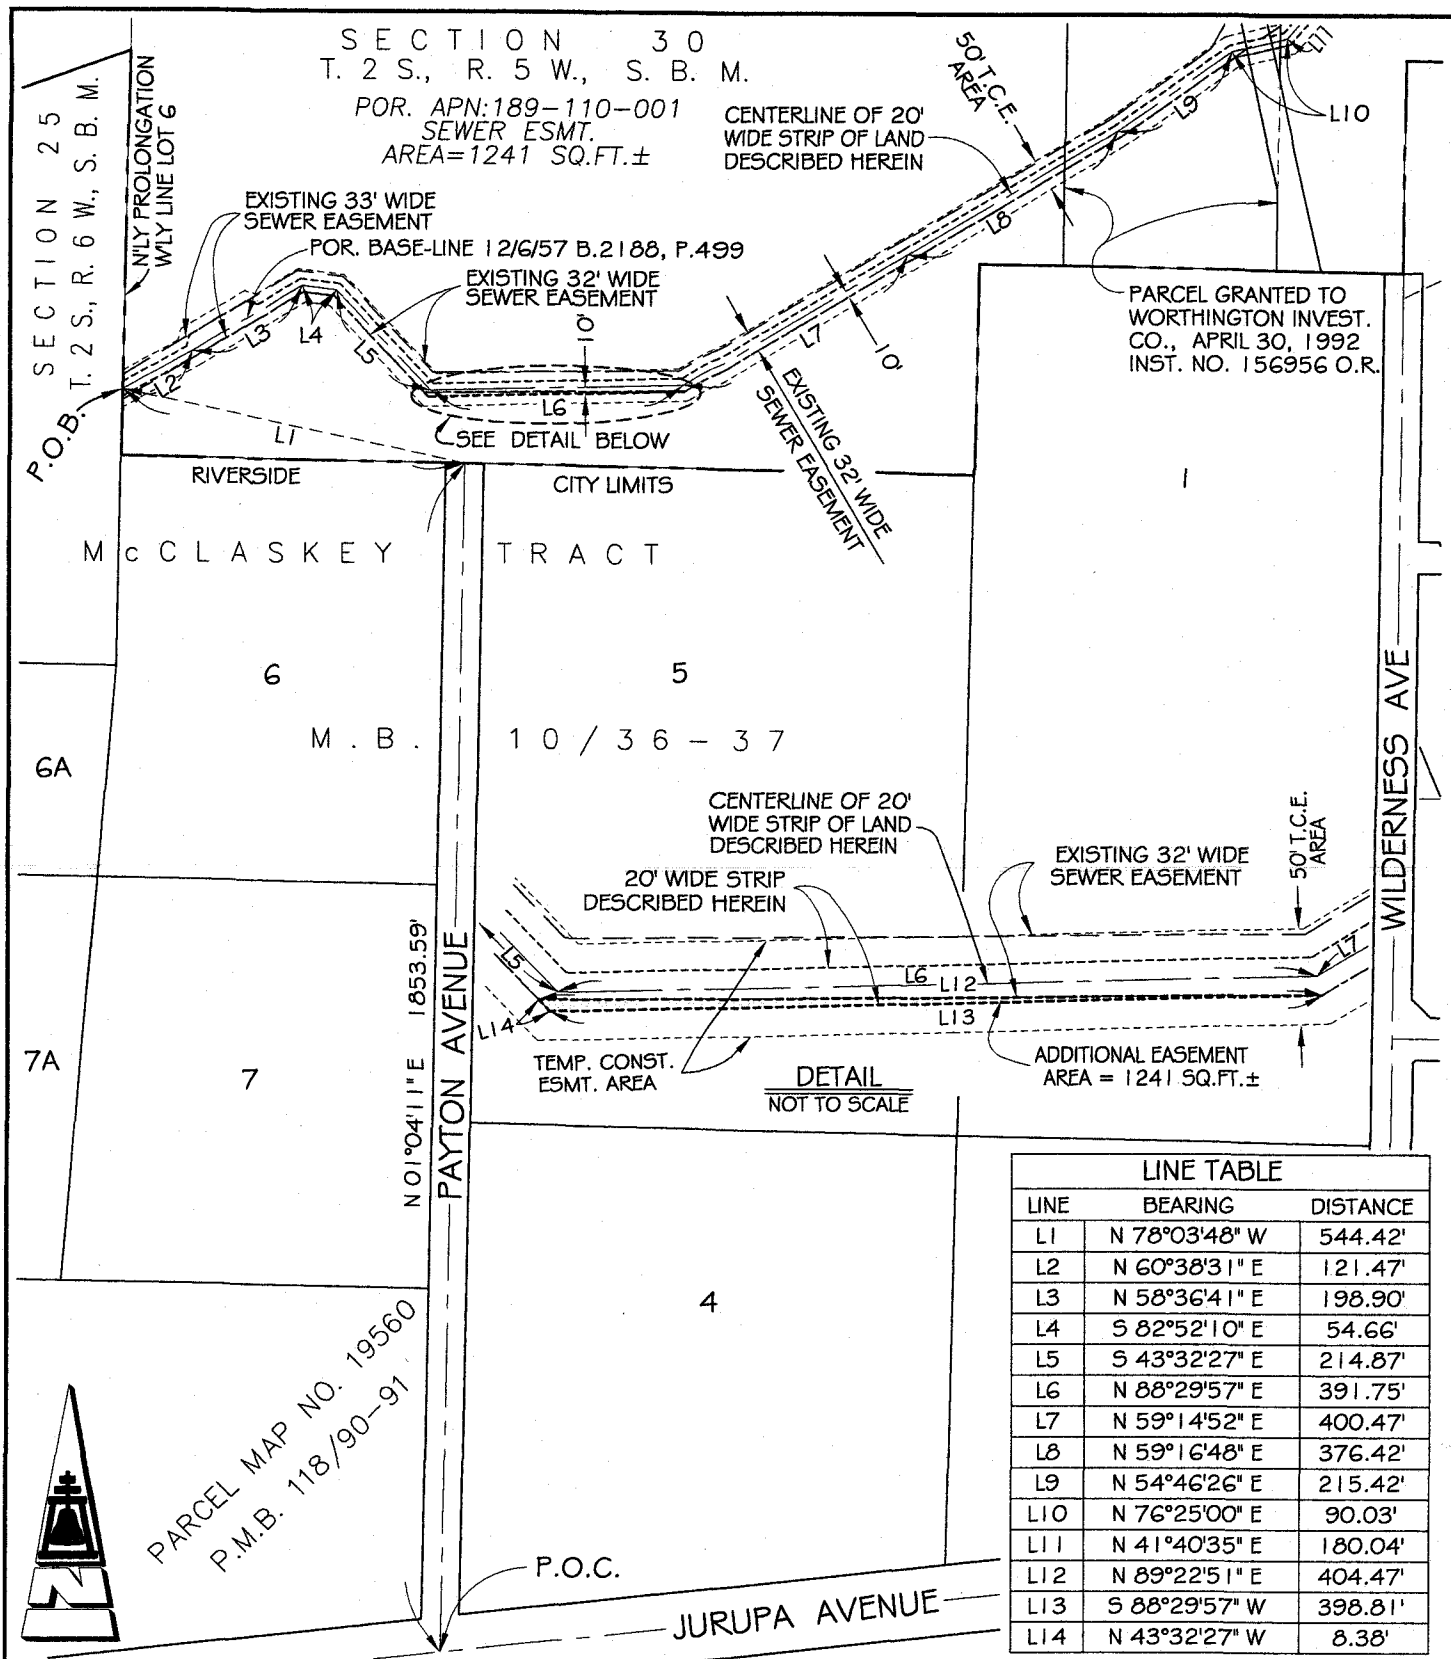 SECTION 30
T. 2 S., R. 5 W., S. B. M.
POR. APN:189-110-001
SEWER ESMT.
AREA=1241 SQ.FT.±
SECTION 25
T. 2 S., R. 6 W., S. B. M.
N'LY PROLONGATION
W'LY LINE LOT 6
EXISTING 33' WIDE
SEWER EASEMENT
POR. BASE-LINE 12/6/57 B.2188, P.499
EXISTING 32' WIDE
SEWER EASEMENT
CENTERLINE OF 20'
WIDE STRIP OF LAND
DESCRIBED HEREIN
50' T.C.E.
AREA
L11
L10
L9
L8
L7
10'
10'
PARCEL GRANTED TO
WORTHINGTON INVEST.
CO., APRIL 30, 1992
INST. NO. 156956 O.R.
EXISTING 32' WIDE
SEWER EASEMENT
L2
L3
L4
L5
L6
L1
P.O.B.
SEE DETAIL BELOW
RIVERSIDE
CITY LIMITS
McCLASKEY TRACT
1
6
5
M.B. 10/36-37
6A
WILDERNESS AVE
CENTERLINE OF 20'
WIDE STRIP OF LAND
DESCRIBED HEREIN
20' WIDE STRIP
DESCRIBED HEREIN
EXISTING 32' WIDE
SEWER EASEMENT
50' T.C.E.
AREA
L5
L6
L12
L7
L13
L14
TEMP. CONST.
ESMT. AREA
DETAIL
NOT TO SCALE
ADDITIONAL EASEMENT
AREA = 1241 SQ.FT.±
7A
7
N 01°04'11" E 1853.59'
PAYTON AVENUE
4
PARCEL MAP NO. 19560
P.M.B. 118/90-91
N
P.O.C.
JURUPA AVENUE
LINE TABLE
LINE BEARING DISTANCE
L1 N 78°03'48" W 544.42'
L2 N 60°38'31" E 121.47'
L3 N 58°36'41" E 198.90'
L4 S 82°52'10" E 54.66'
L5 S 43°32'27" E 214.87'
L6 N 88°29'57" E 391.75'
L7 N 59°14'52" E 400.47'
L8 N 59°16'48" E 376.42'
L9 N 54°46'26" E 215.42'
L10 N 76°25'00" E 90.03'
L11 N 41°40'35" E 180.04'
L12 N 89°22'51" E 404.47'
L13 S 88°29'57" W 398.81'
L14 N 43°32'27" W 8.38'